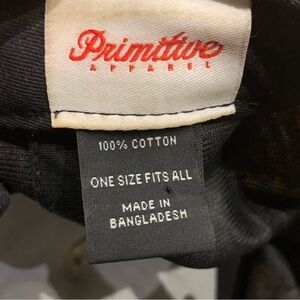 Primitive
APPAREL
100% COTTON
ONE SIZE FITS ALL
MADE IN
BANGLADESH